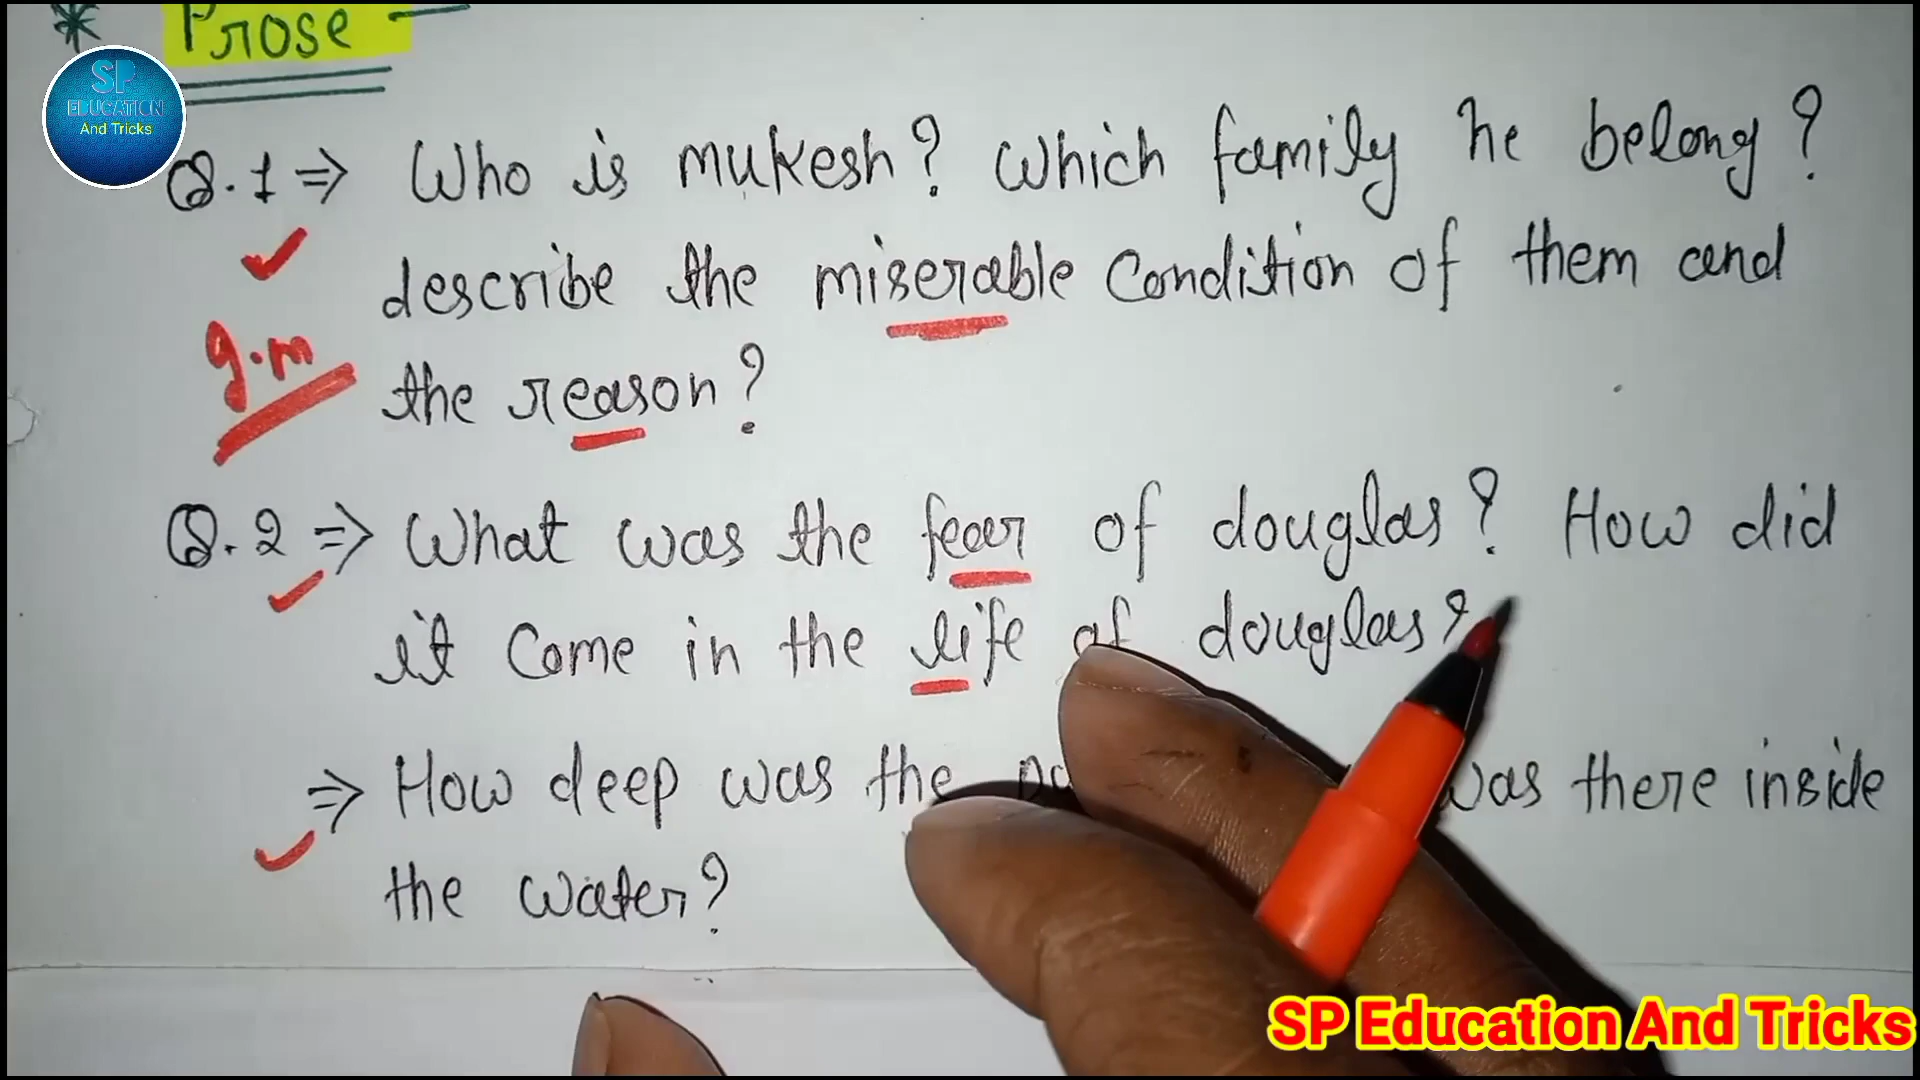 * Prose -
SP
EDUCATION
And Tricks
Q.1 ⇒ Who is mukesh? Which family he belong?
describe the miserable Condition of them and
g.m
the reason?
Q.2 ⇒ What was the fear of douglas? How did
it Come in the life of douglas?
⇒ How deep was the was there inside
the water?
SP Education And Tricks